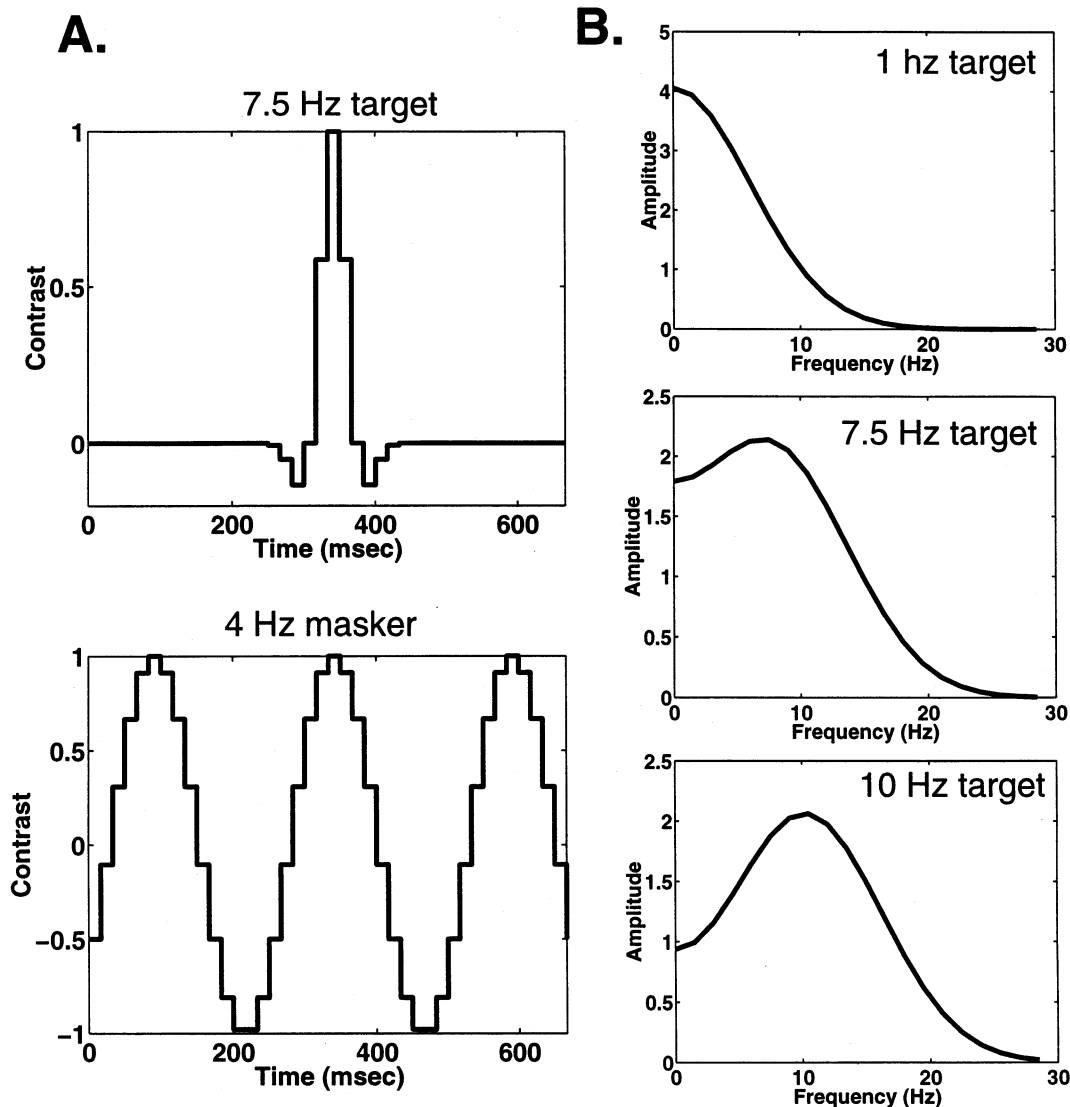 A.
7.5 Hz target
1
0.5
0
Contrast
0 200 400 600
Time (msec)
4 Hz masker
1
0.5
0
−0.5
−1
Contrast
0 200 400 600
Time (msec)
B.
1 hz target
5
4
3
2
1
0
Amplitude
0 10 20 30
Frequency (Hz)
7.5 Hz target
2.5
2
1.5
1
0.5
0
Amplitude
0 10 20 30
Frequency (Hz)
10 Hz target
2.5
2
1.5
1
0.5
0
Amplitude
0 10 20 30
Frequency (Hz)